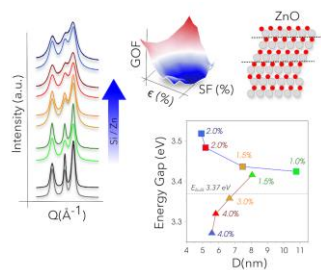 Intensity (a.u.)
Q(Å⁻¹)
Si / Zn
GOF
ϵ (%)
SF (%)
ZnO
Energy Gap (eV)
3.5
3.4
3.3
2.0%
2.0%
1.5%
1.0%
1.5%
E_bulk 3.37 eV
3.0%
4.0%
4.0%
5 6 7 8 9 10 11
D(nm)